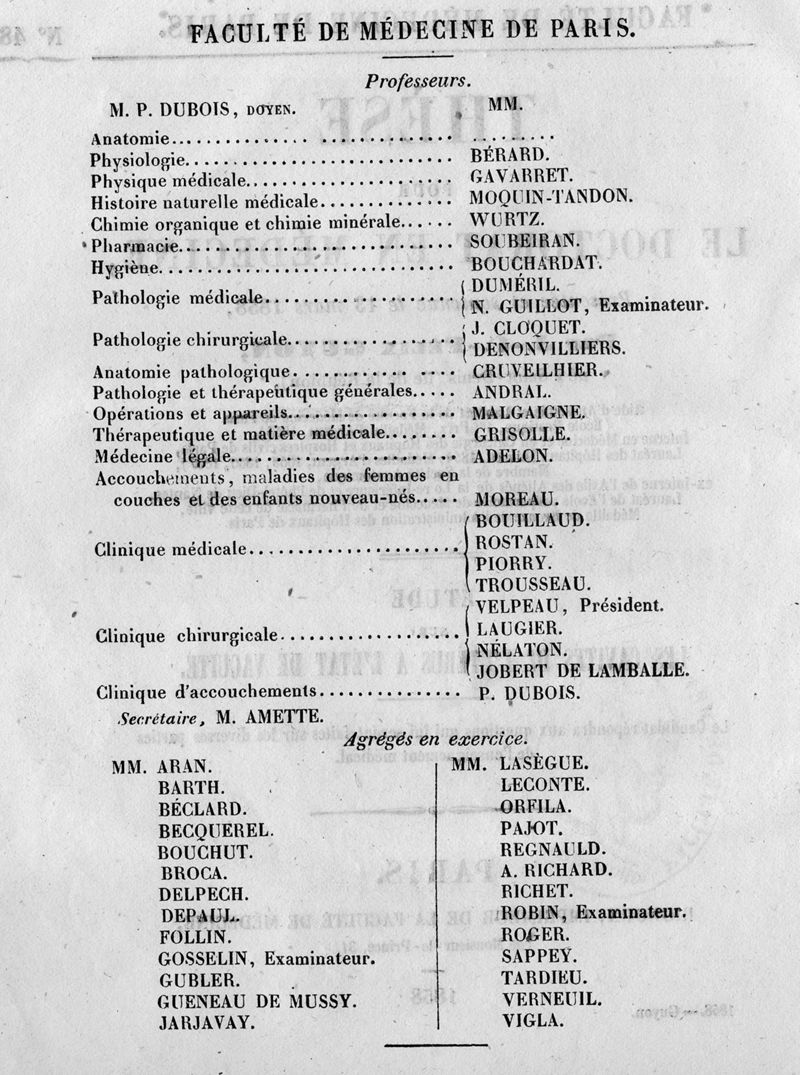 FACULTÉ DE MÉDECINE DE PARIS.
Professeurs.
M. P. DUBOIS, DOYEN. MM.
Anatomie.............. .............. .........
Physiologie............................ BÉRARD.
Physique médicale...................... GAVARRET.
Histoire naturelle médicale.............. MOQUIN-TANDON.
Chimie organique et chimie minérale...... WURTZ.
Pharmacie............................. SOUBEIRAN.
Hygiène............................... BOUCHARDAT.
Pathologie médicale.................... DUMÉRIL.
N. GUILLOT, Examinateur.
Pathologie chirurgicale.................. J. CLOQUET.
DENONVILLIERS.
Anatomie pathologique............ .... CRUVEILHIER.
Pathologie et thérapeutique générales..... ANDRAL.
Opérations et appareils.................. MALGAIGNE.
Thérapeutique et matière médicale........ GRISOLLE.
Médecine légale........................ ADELON.
Accouchements, maladies des femmes en
couches et des enfants nouveau-nés..... MOREAU.
Clinique médicale...................... BOUILLAUD.
ROSTAN.
PIORRY.
TROUSSEAU.
Clinique chirurgicale................... VELPEAU, Président.
LAUGIER.
NÉLATON.
JOBERT DE LAMBALLE.
Clinique d'accouchements............... P. DUBOIS.
Secrétaire, M. AMETTE.
Agrégés en exercice.
MM. ARAN.
BARTH.
BÉCLARD.
BECQUEREL.
BOUCHUT.
BROCA.
DELPECH.
DEPAUL.
FOLLIN.
GOSSELIN, Examinateur.
GUBLER.
GUENEAU DE MUSSY.
JARJAVAY.
MM. LASÈGUE.
LECONTE.
ORFILA.
PAJOT.
REGNAULD.
A. RICHARD.
RICHET.
ROBIN, Examinateur.
ROGER.
SAPPEY.
TARDIEU.
VERNEUIL.
VIGLA.